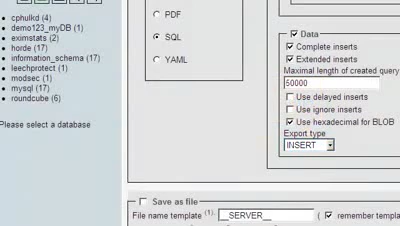 cphulkd (4)
demo123_myDB (1)
eximstats (2)
horde (17)
information_schema (17)
leechprotect (1)
modsec (1)
mysql (17)
roundcube (6)
Please select a database
PDF
SQL
YAML
Data
Complete inserts
Extended inserts
Maximal length of created query
50000
Use delayed inserts
Use ignore inserts
Use hexadecimal for BLOB
Export type
INSERT
Save as file
File name template (1): __SERVER__ ( remember templa